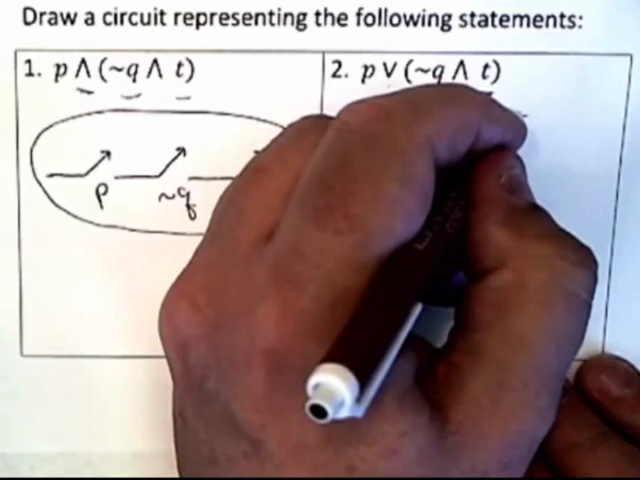 Draw a circuit representing the following statements:
1. p ∧ (~q ∧ t)
2. p ∨ (~q ∧ t)
p ~q